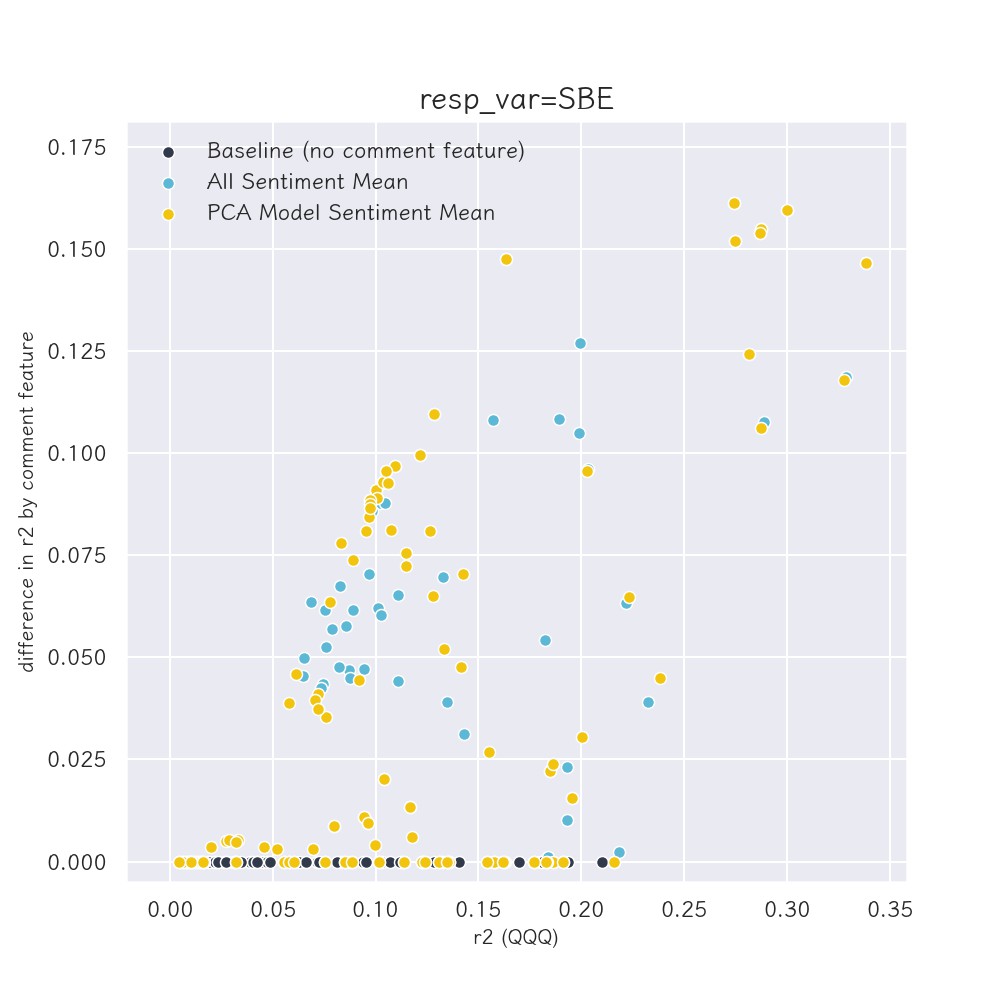 resp_var=SBE
Baseline (no comment feature)
All Sentiment Mean
PCA Model Sentiment Mean
0.175
0.150
0.125
0.100
0.075
0.050
0.025
0.000
difference in r2 by comment feature
0.00 0.05 0.10 0.15 0.20 0.25 0.30 0.35
r2 (QQQ)